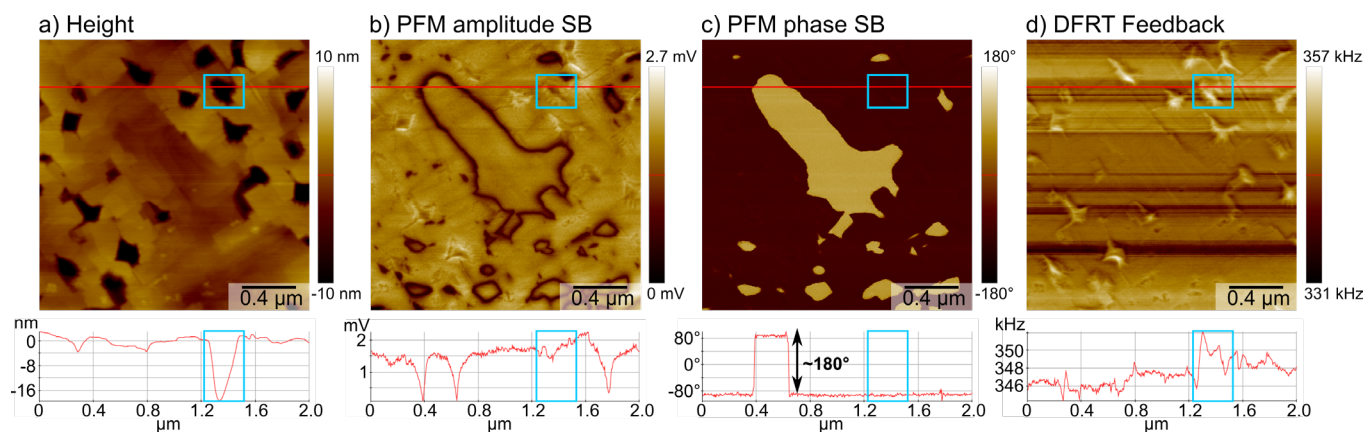 a) Height
10 nm
-10 nm
0.4 µm
nm
0
-8
-16
0 0.4 0.8 1.2 1.6 2.0
µm
b) PFM amplitude SB
2.7 mV
0 mV
0.4 µm
mV
2
1
0 0.4 0.8 1.2 1.6 2.0
µm
c) PFM phase SB
180°
-180°
0.4 µm
80°
0°
-80°
~180°
0 0.4 0.8 1.2 1.6 2.0
µm
d) DFRT Feedback
357 kHz
331 kHz
0.4 µm
kHz
350
348
346
0 0.4 0.8 1.2 1.6 2.0
µm